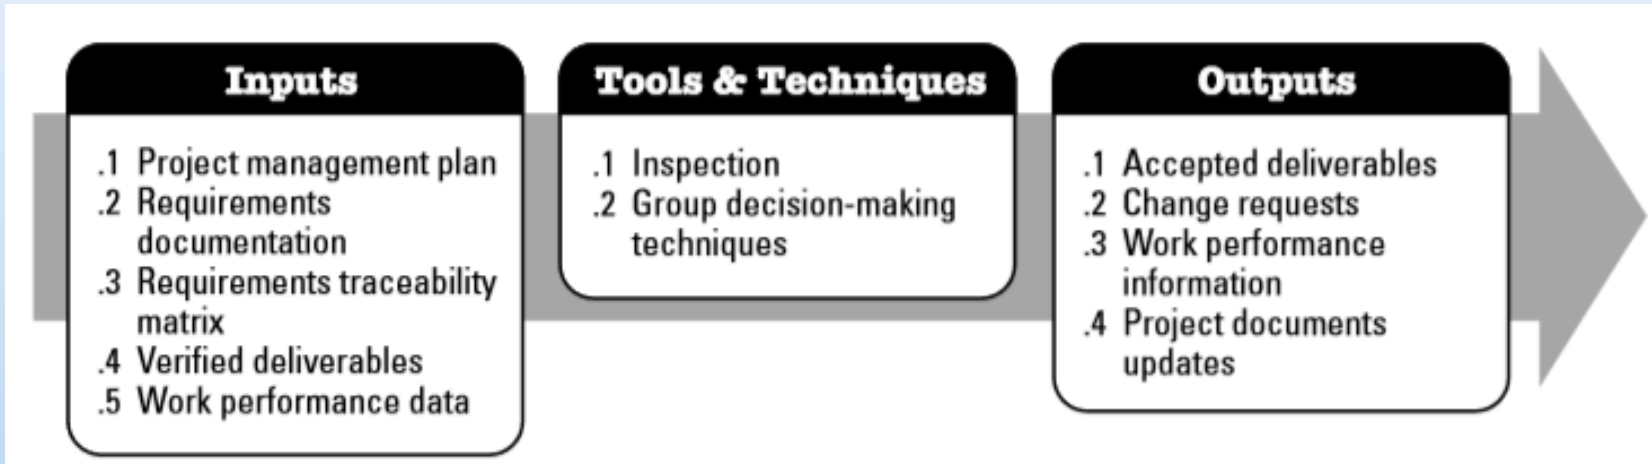 Inputs
.1 Project management plan
.2 Requirements
documentation
.3 Requirements traceability
matrix
.4 Verified deliverables
.5 Work performance data
Tools & Techniques
.1 Inspection
.2 Group decision-making
techniques
Outputs
.1 Accepted deliverables
.2 Change requests
.3 Work performance
information
.4 Project documents
updates